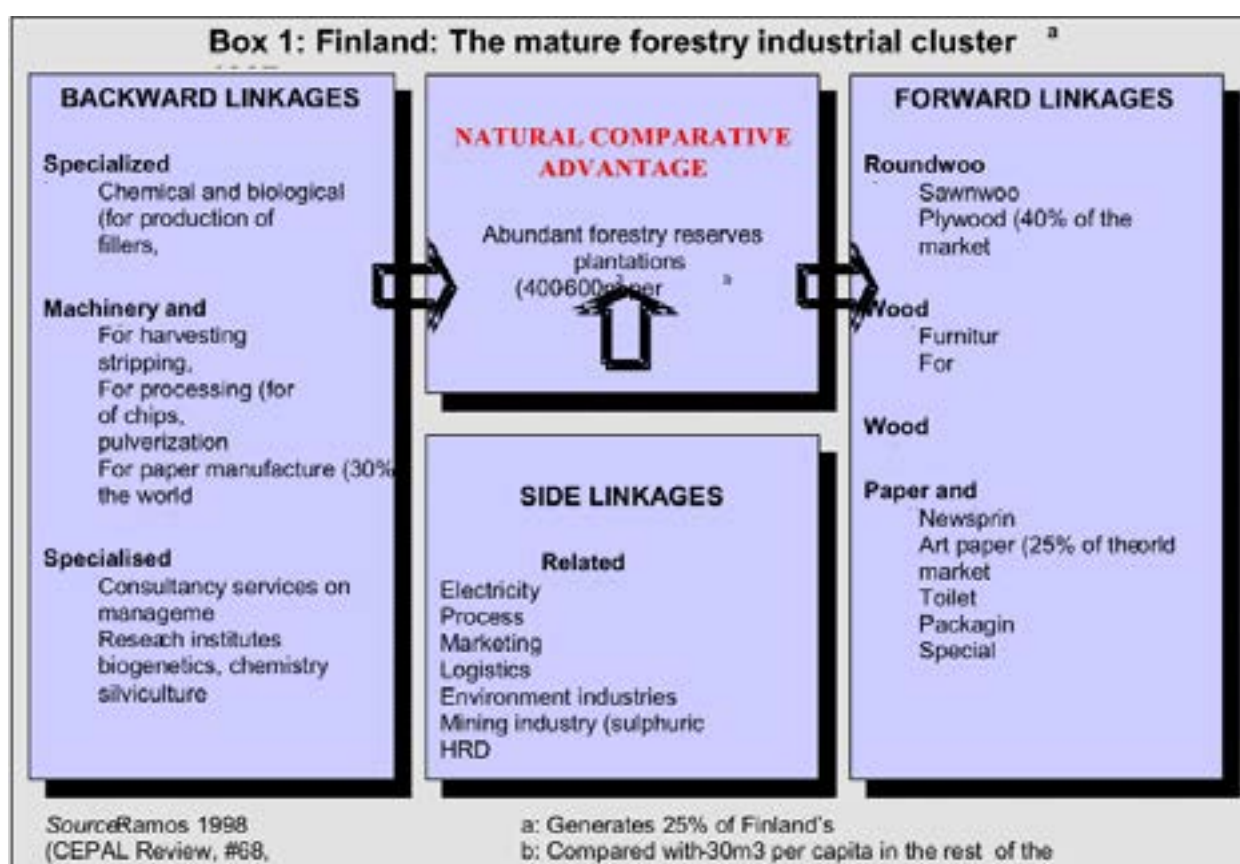 Box 1: Finland: The mature forestry industrial cluster a
BACKWARD LINKAGES
Specialized
Chemical and biological
(for production of
fillers,
Machinery and
For harvesting
stripping,
For processing (for
of chips,
pulverization
For paper manufacture (30%
the world
Specialised
Consultancy services on
manageme
Reseach institutes
biogenetics, chemistry
silviculture
NATURAL COMPARATIVE
ADVANTAGE
Abundant forestry reserves
plantations
(400-600m3 per a
SIDE LINKAGES
Related
Electricity
Process
Marketing
Logistics
Environment industries
Mining industry (sulphuric
HRD
FORWARD LINKAGES
Roundwoo
Sawnwoo
Plywood (40% of the
market
Wood
Furnitur
For
Wood
Paper and
Newsprin
Art paper (25% of theorld
market
Toilet
Packagin
Special
SourceRamos 1998
(CEPAL Review, #68,
a: Generates 25% of Finland's
b: Compared with-30m3 per capita in the rest of the